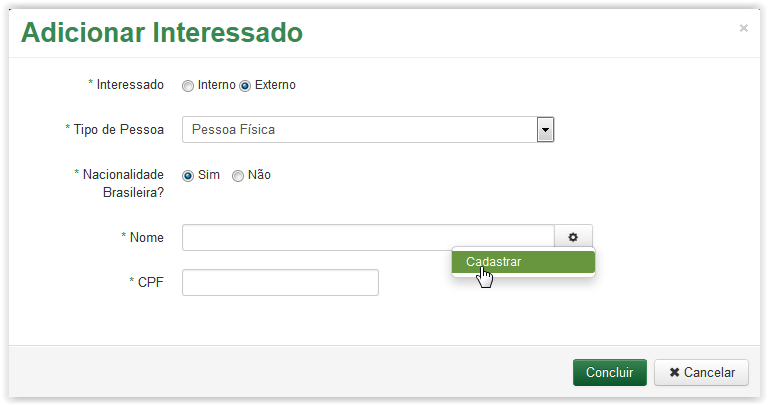 Adicionar Interessado ×
* Interessado Interno Externo
* Tipo de Pessoa Pessoa Física
* Nacionalidade Sim Não
Brasileira?
* Nome
Cadastrar
* CPF
Concluir ✖ Cancelar